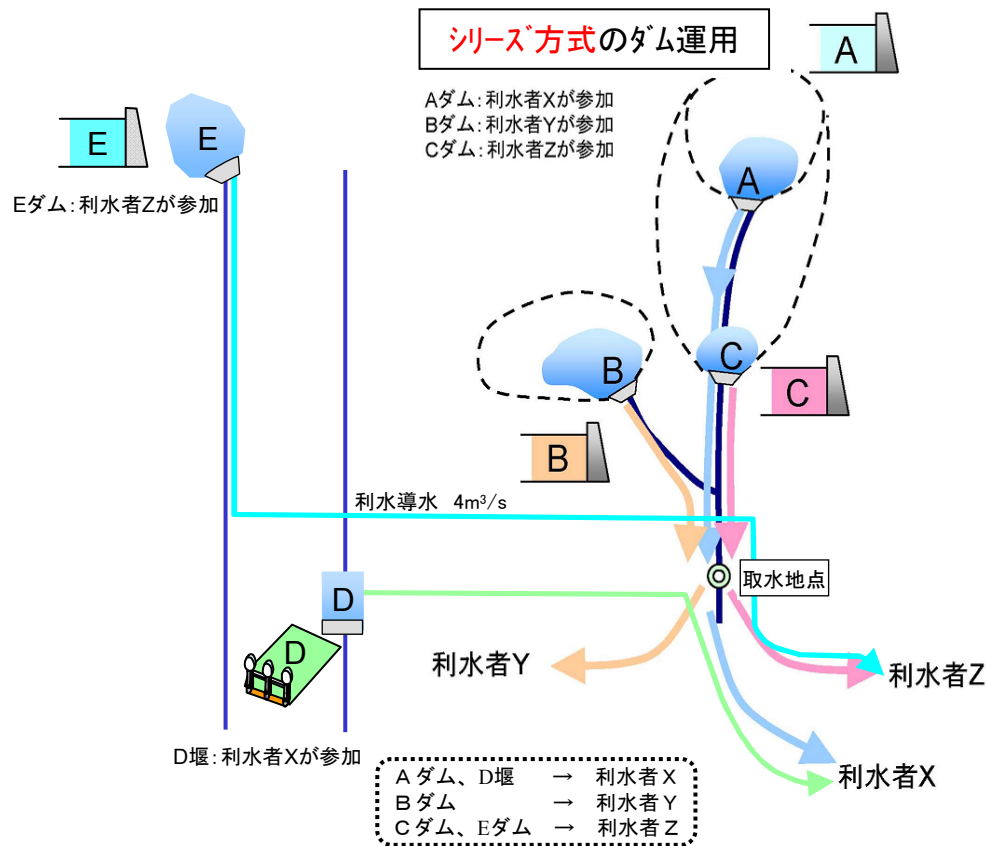 シリーズ方式のダム運用
A
Aダム:利水者Xが参加
Bダム:利水者Yが参加
Cダム:利水者Zが参加
E
E
Eダム:利水者Zが参加
A
B
C
C
B
利水導水 4m³/s
取水地点
D
D
利水者Y
利水者Z
D堰:利水者Xが参加
利水者X
Aダム、D堰 → 利水者X
Bダム → 利水者Y
Cダム、Eダム → 利水者Z